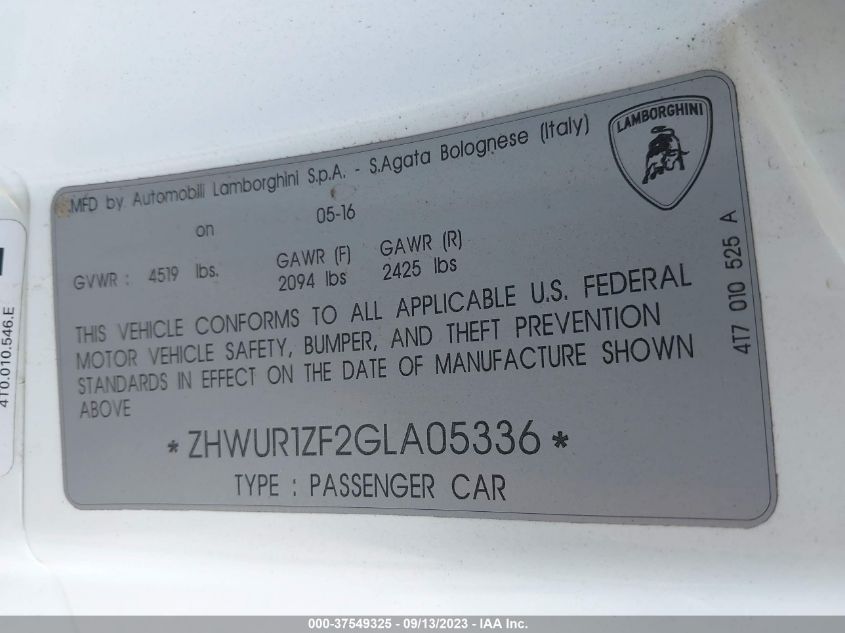 LAMBORGHINI
MFD by Automobili Lamborghini S.p.A. - S.Agata Bolognese (Italy)
on 05-16
GVWR : 4519 lbs. GAWR (F) GAWR (R)
2094 lbs 2425 lbs
THIS VEHICLE CONFORMS TO ALL APPLICABLE U.S. FEDERAL
MOTOR VEHICLE SAFETY, BUMPER, AND THEFT PREVENTION
STANDARDS IN EFFECT ON THE DATE OF MANUFACTURE SHOWN
ABOVE
* ZHWUR1ZF2GLA05336 *
TYPE : PASSENGER CAR
4T7 010 525 A
4T0.010.546.E
000-37549325 - 09/13/2023 - IAA Inc.